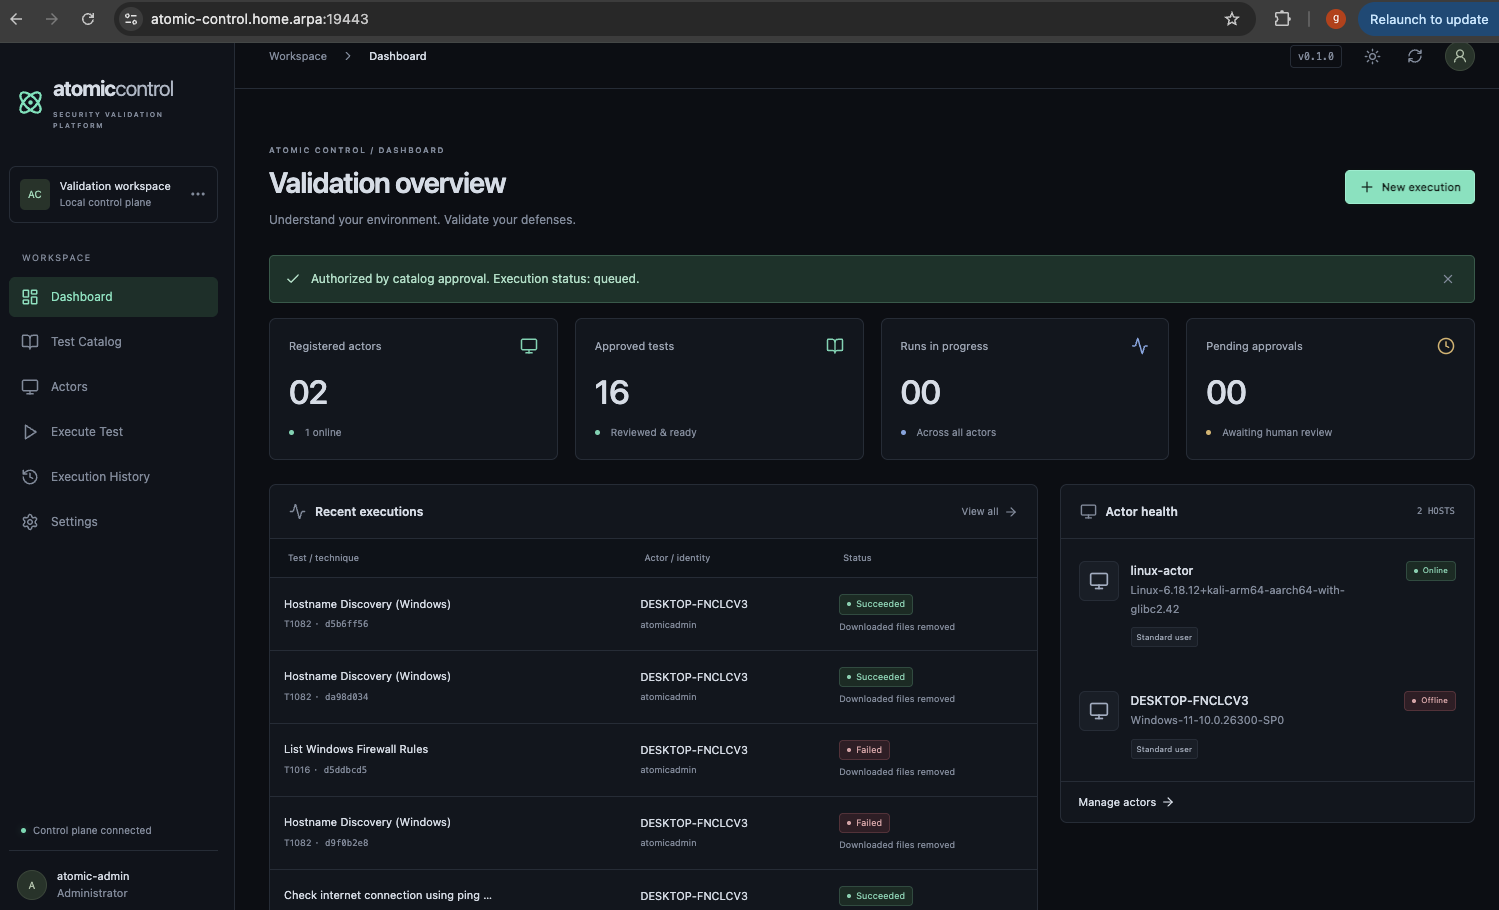 atomic-control.home.arpa:19443
g
Relaunch to update
atomiccontrol
SECURITY VALIDATION
PLATFORM
Workspace
Dashboard
v0.1.0
AC
Validation workspace
Local control plane
WORKSPACE
Dashboard
Test Catalog
Actors
Execute Test
Execution History
Settings
Control plane connected
A
atomic-admin
Administrator
ATOMIC CONTROL / DASHBOARD
Validation overview
Understand your environment. Validate your defenses.
New execution
Authorized by catalog approval. Execution status: queued.
Registered actors
02
1 online
Approved tests
16
Reviewed & ready
Runs in progress
00
Across all actors
Pending approvals
00
Awaiting human review
Recent executions
View all
Test / technique
Actor / identity
Status
Hostname Discovery (Windows)
T1082 · d5b6ff56
DESKTOP-FNCLCV3
atomicadmin
Succeeded
Downloaded files removed
Hostname Discovery (Windows)
T1082 · da98d034
DESKTOP-FNCLCV3
atomicadmin
Succeeded
Downloaded files removed
List Windows Firewall Rules
T1016 · d5ddbcd5
DESKTOP-FNCLCV3
atomicadmin
Failed
Downloaded files removed
Hostname Discovery (Windows)
T1082 · d9f0b2e8
DESKTOP-FNCLCV3
atomicadmin
Failed
Downloaded files removed
Check internet connection using ping ...
DESKTOP-FNCLCV3
Succeeded
Actor health
2 HOSTS
linux-actor
Online
Linux-6.18.12+kali-arm64-aarch64-with-
glibc2.42
Standard user
DESKTOP-FNCLCV3
Offline
Windows-11-10.0.26300-SP0
Standard user
Manage actors